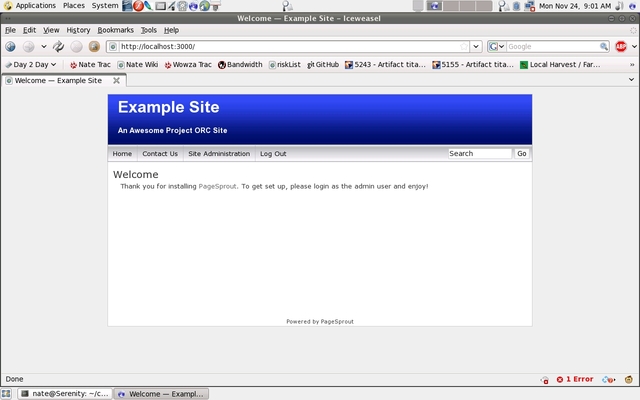 Applications Places System Mon Nov 24, 9:01 AM
Welcome — Example Site - Iceweasel
File Edit View History Bookmarks Tools Help
http://localhost:3000/ Google ABP
Day 2 Day Nate Trac Nate Wiki Wowza Trac Bandwidth riskList GitHub 5243 - Artifact tita... 5155 - Artifact tita... Local Harvest / Far...
Welcome — Example Site
Example Site
An Awesome Project ORC Site
Home Contact Us Site Administration Log Out Search Go
Welcome
Thank you for installing PageSprout. To get set up, please login as the admin user and enjoy!
Powered by PageSprout
Done 1 Error
nate@Serenity: ~/c... Welcome — Exampl...